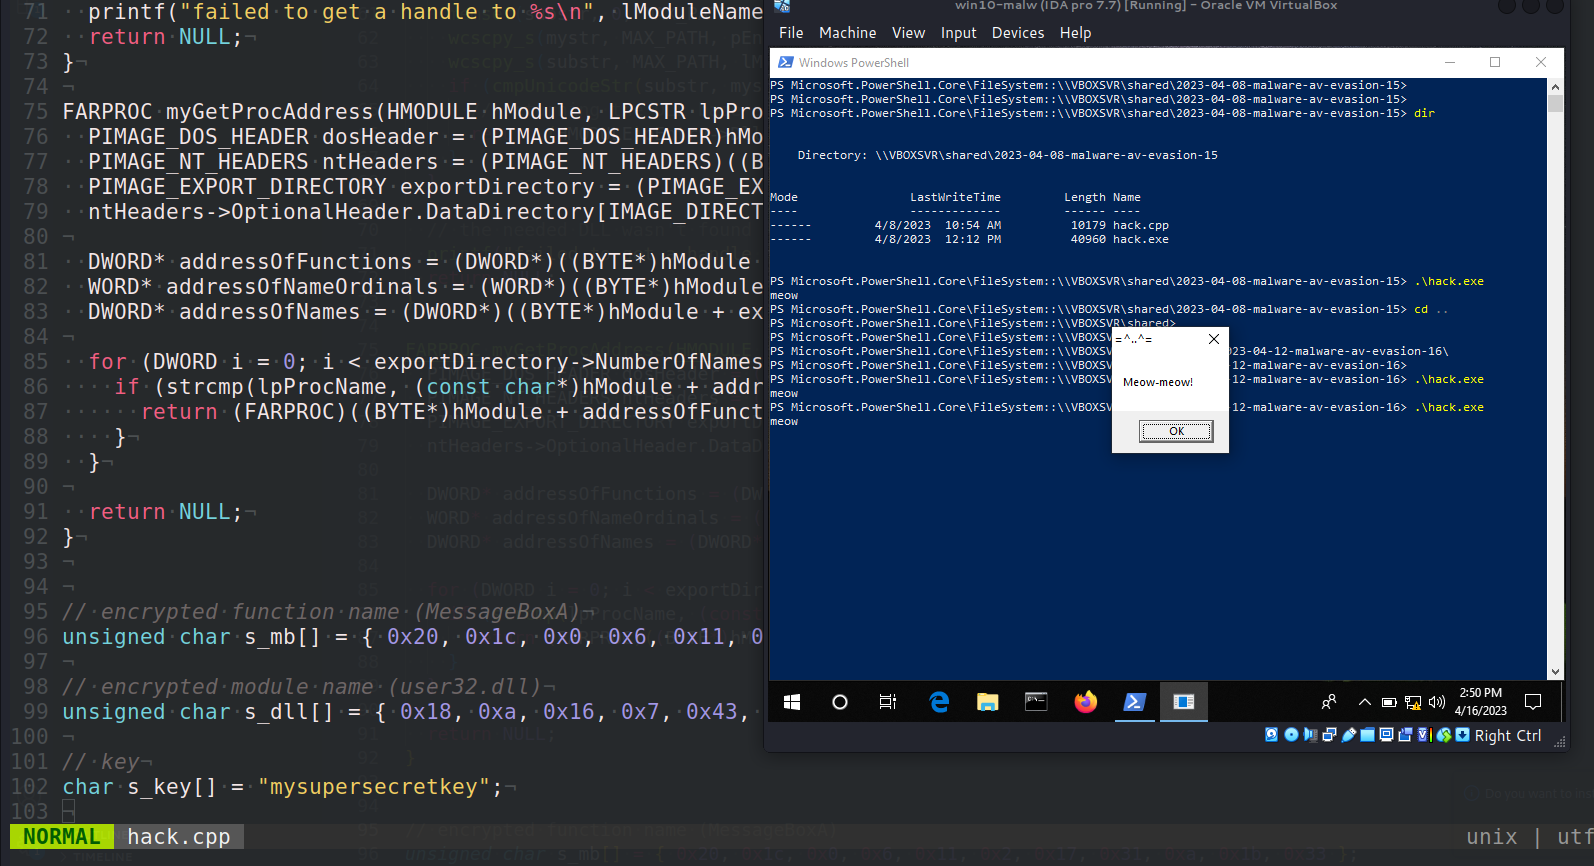 71 printf("failed to get a handle to %s\n", lModuleName
72 return NULL;¬
73 }¬
74 ¬
75 FARPROC myGetProcAddress(HMODULE hModule, LPCSTR lpPro
76 PIMAGE_DOS_HEADER dosHeader = (PIMAGE_DOS_HEADER)hMo
77 PIMAGE_NT_HEADERS ntHeaders = (PIMAGE_NT_HEADERS)((B
78 PIMAGE_EXPORT_DIRECTORY exportDirectory = (PIMAGE_EX
79 ntHeaders->OptionalHeader.DataDirectory[IMAGE_DIRECT
80 ¬
81 DWORD* addressOfFunctions = (DWORD*)((BYTE*)hModule
82 WORD* addressOfNameOrdinals = (WORD*)((BYTE*)hModule
83 DWORD* addressOfNames = (DWORD*)((BYTE*)hModule + ex
84 ¬
85 for (DWORD i = 0; i < exportDirectory->NumberOfNames
86 if (strcmp(lpProcName, (const char*)hModule + addr
87 return (FARPROC)((BYTE*)hModule + addressOfFunct
88 }¬
89 }¬
90 ¬
91 return NULL;¬
92 }¬
93 ¬
94 ¬
95 // encrypted function name (MessageBoxA)¬
96 unsigned char s_mb[] = { 0x20, 0x1c, 0x0, 0x6, 0x11, 0
97 ¬
98 // encrypted module name (user32.dll)¬
99 unsigned char s_dll[] = { 0x18, 0xa, 0x16, 0x7, 0x43,
100 ¬
101 // key¬
102 char s_key[] = "mysupersecretkey";¬
103 ¬
NORMAL hack.cpp
unix | utf
win10-malw (IDA pro 7.7) [Running] - Oracle VM VirtualBox
File Machine View Input Devices Help
Windows PowerShell
PS Microsoft.PowerShell.Core\FileSystem::\\VBOXSVR\shared\2023-04-08-malware-av-evasion-15>
PS Microsoft.PowerShell.Core\FileSystem::\\VBOXSVR\shared\2023-04-08-malware-av-evasion-15>
PS Microsoft.PowerShell.Core\FileSystem::\\VBOXSVR\shared\2023-04-08-malware-av-evasion-15> dir
Directory: \\VBOXSVR\shared\2023-04-08-malware-av-evasion-15
Mode LastWriteTime Length Name
---- ------------- ------ ----
------ 4/8/2023 10:54 AM 10179 hack.cpp
------ 4/8/2023 12:12 PM 40960 hack.exe
PS Microsoft.PowerShell.Core\FileSystem::\\VBOXSVR\shared\2023-04-08-malware-av-evasion-15> .\hack.exe
meow
PS Microsoft.PowerShell.Core\FileSystem::\\VBOXSVR\shared\2023-04-08-malware-av-evasion-15> cd ..
PS Microsoft.PowerShell.Core\FileSystem::\\VBOXSVR\shared>
PS Microsoft.PowerShell.Core\FileSystem::\\VBOXSV
PS Microsoft.PowerShell.Core\FileSystem::\\VBOXSV 23-04-12-malware-av-evasion-16\
PS Microsoft.PowerShell.Core\FileSystem::\\VBOXSV -12-malware-av-evasion-16>
PS Microsoft.PowerShell.Core\FileSystem::\\VBOXSV -12-malware-av-evasion-16> .\hack.exe
meow
PS Microsoft.PowerShell.Core\FileSystem::\\VBOXSV -12-malware-av-evasion-16> .\hack.exe
meow
=^..^=
Meow-meow!
OK
2:50 PM
4/16/2023
Right Ctrl